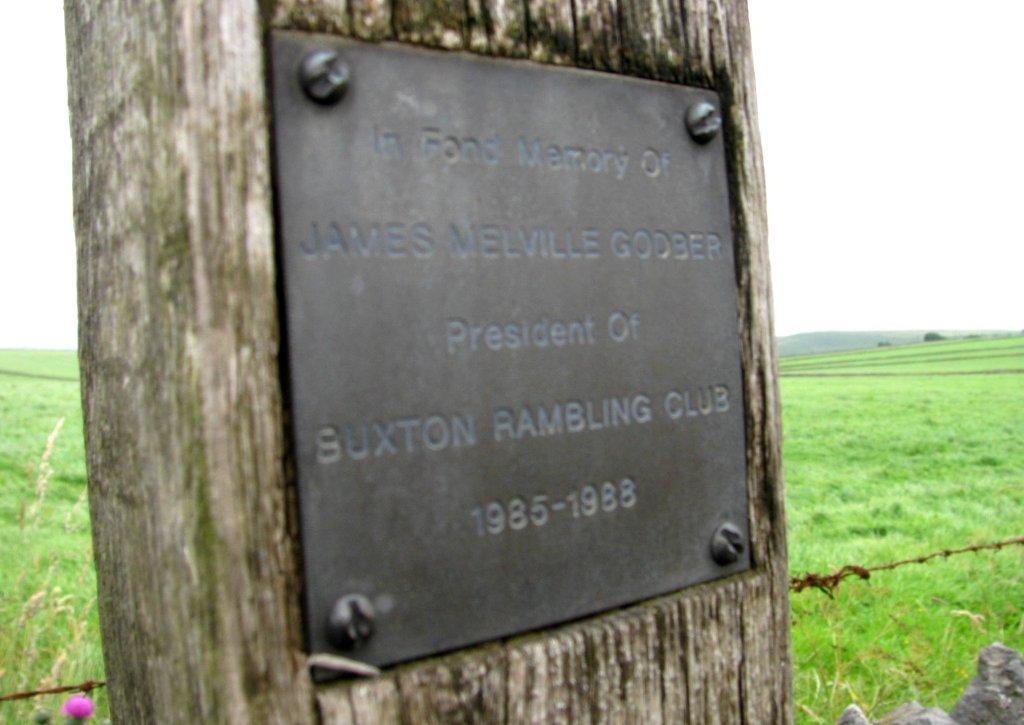 In Fond Memory Of
JAMES MELVILLE GODBER
President Of
BUXTON RAMBLING CLUB
1985-1988